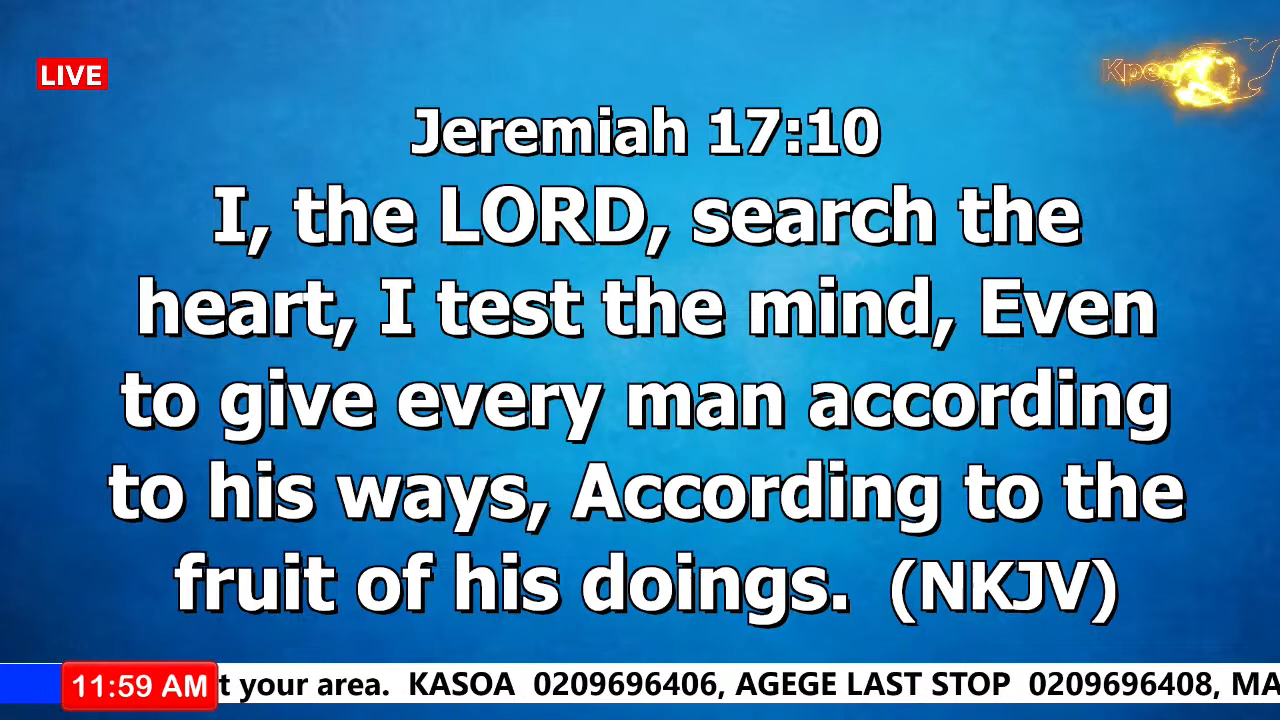 LIVE
Jeremiah 17:10
I, the LORD, search the
heart, I test the mind, Even
to give every man according
to his ways, According to the
fruit of his doings. (NKJV)
11:59 AM
t your area. KASOA 0209696406, AGEGE LAST STOP 0209696408, MA